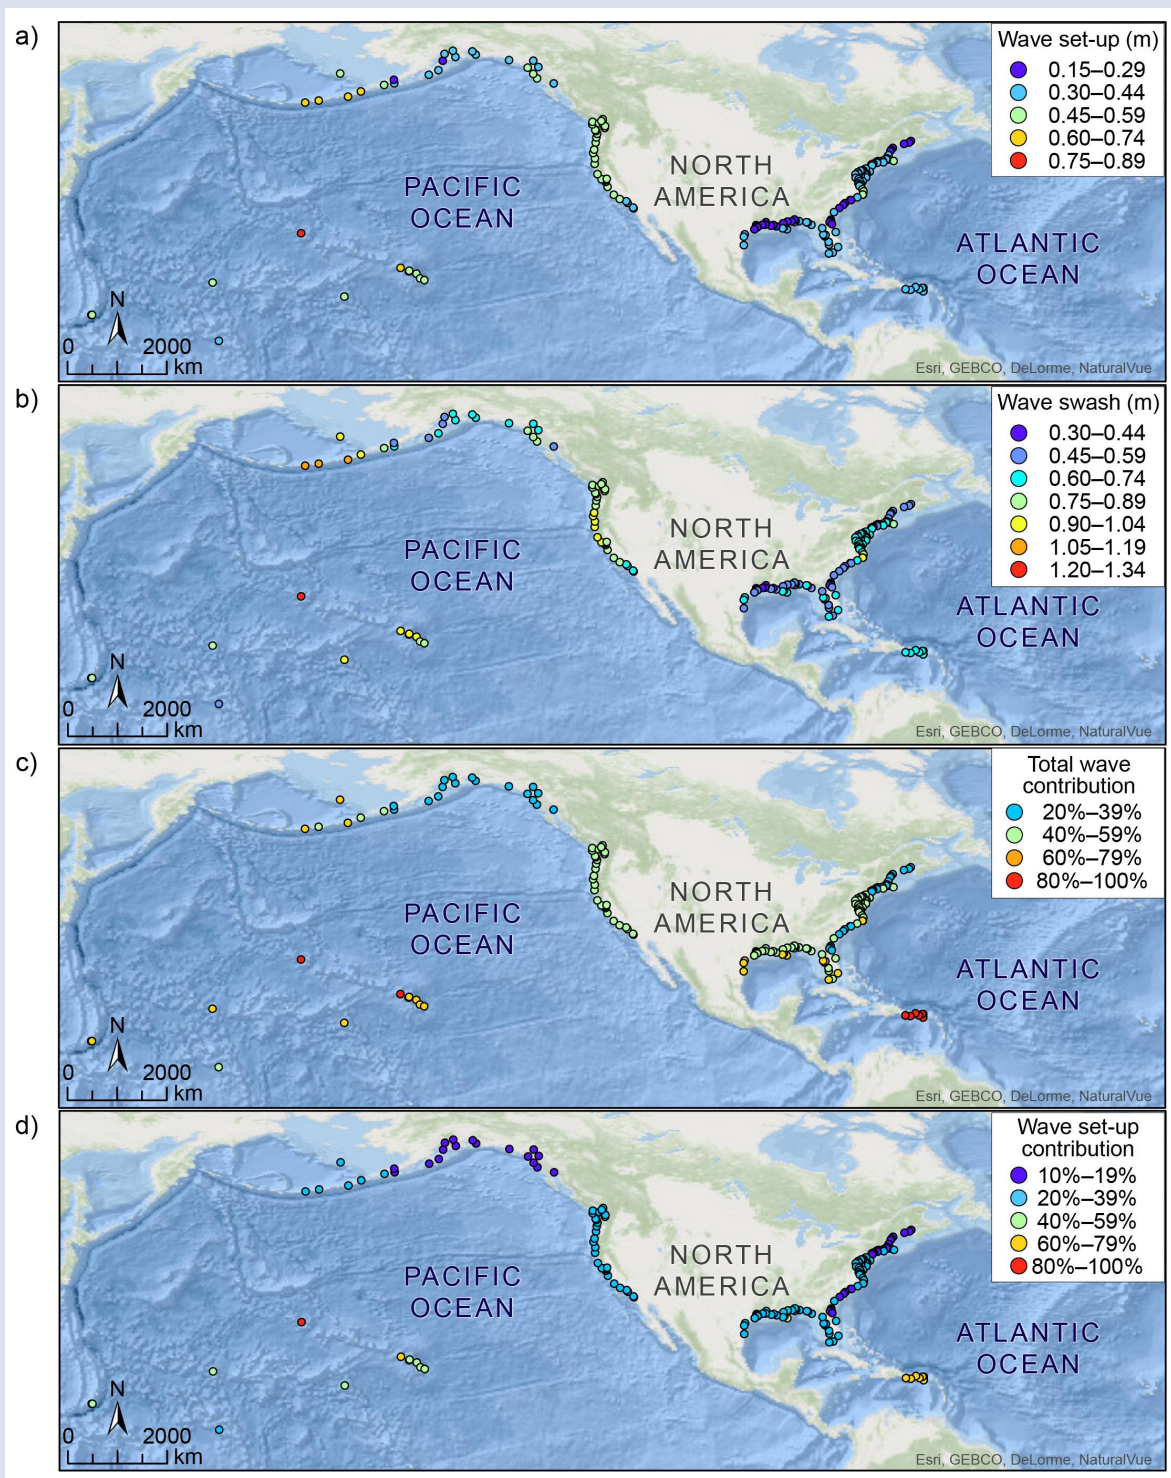 a)
Wave set-up (m)
0.15–0.29
0.30–0.44
0.45–0.59
0.60–0.74
0.75–0.89
NORTH
AMERICA
PACIFIC
OCEAN
ATLANTIC
OCEAN
N
0 2000
km
Esri, GEBCO, DeLorme, NaturalVue
b)
Wave swash (m)
0.30–0.44
0.45–0.59
0.60–0.74
0.75–0.89
0.90–1.04
1.05–1.19
1.20–1.34
NORTH
AMERICA
PACIFIC
OCEAN
ATLANTIC
OCEAN
N
0 2000
km
Esri, GEBCO, DeLorme, NaturalVue
c)
Total wave
contribution
20%–39%
40%–59%
60%–79%
80%–100%
NORTH
AMERICA
PACIFIC
OCEAN
ATLANTIC
OCEAN
N
0 2000
km
Esri, GEBCO, DeLorme, NaturalVue
d)
Wave set-up
contribution
10%–19%
20%–39%
40%–59%
60%–79%
80%–100%
NORTH
AMERICA
PACIFIC
OCEAN
ATLANTIC
OCEAN
N
0 2000
km
Esri, GEBCO, DeLorme, NaturalVue